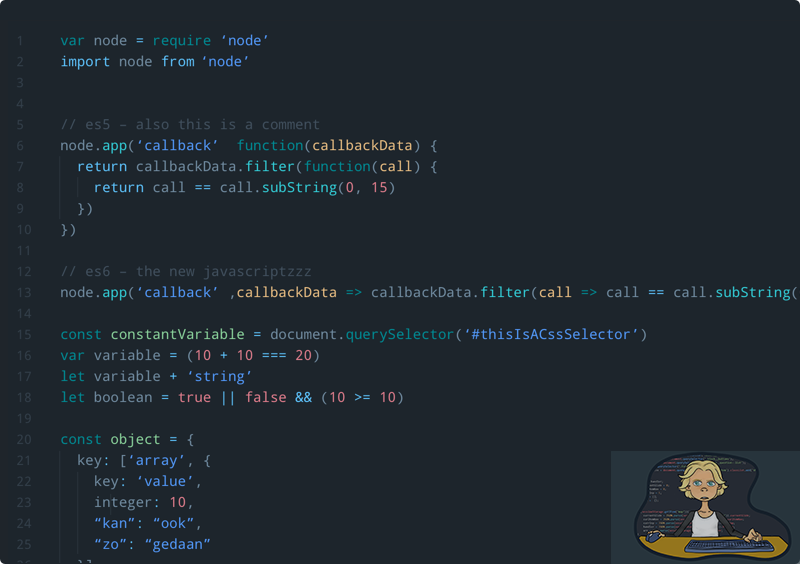 1 var node = require ‘node’
2 import node from ‘node’
3
4
5 // es5 – also this is a comment
6 node.app(‘callback’ function(callbackData) {
7 return callbackData.filter(function(call) {
8 return call == call.subString(0, 15)
9 })
10 })
11
12 // es6 – the new javascriptzzz
13 node.app(‘callback’ ,callbackData => callbackData.filter(call => call == call.subString(
14
15 const constantVariable = document.querySelector(‘#thisIsACssSelector’)
16 var variable = (10 + 10 === 20)
17 let variable + ‘string’
18 let boolean = true || false && (10 >= 10)
19
20 const object = {
21 key: [‘array’, {
22 key: ‘value’,
23 integer: 10,
24 “kan”: “ook”,
25 “zo”: “gedaan”